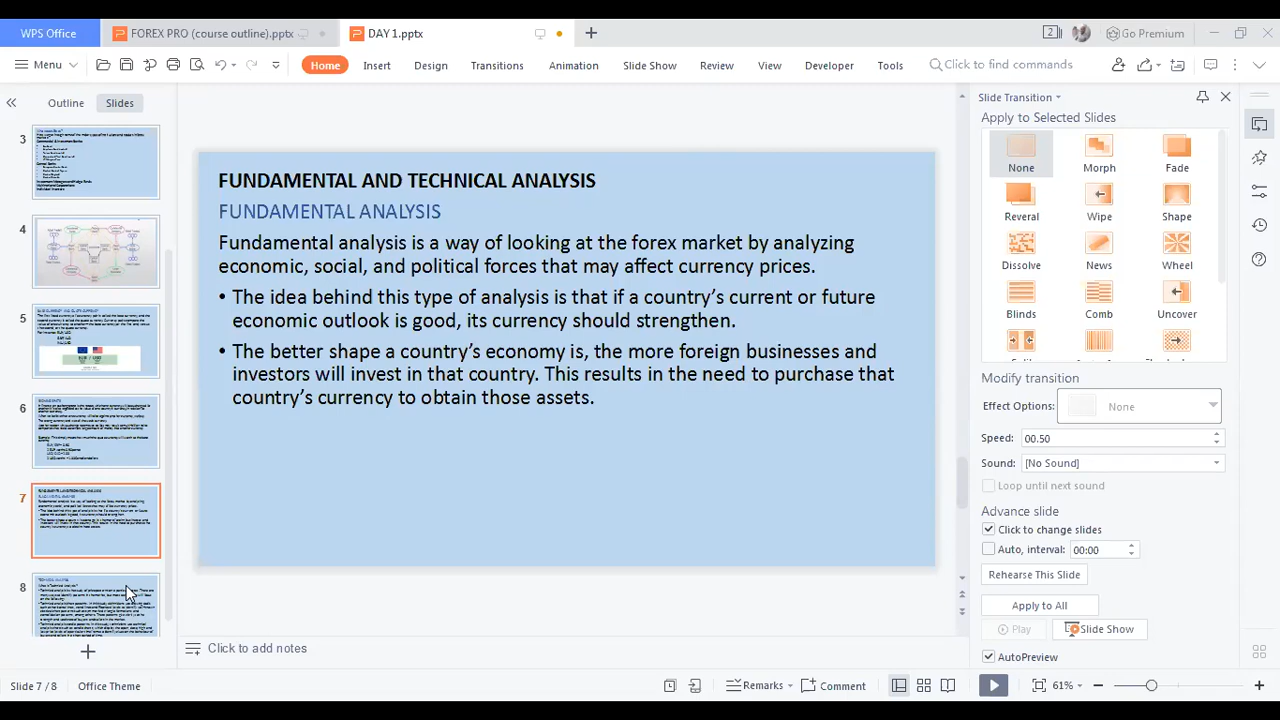 WPS Office
FOREX PRO (course outline).pptx
DAY 1.pptx
2
Go Premium
Menu
Home
Insert
Design
Transitions
Animation
Slide Show
Review
View
Developer
Tools
Click to find commands
Outline
Slides
3
4
5
6
7
8
FUNDAMENTAL AND TECHNICAL ANALYSIS
FUNDAMENTAL ANALYSIS
Fundamental analysis is a way of looking at the forex market by analyzing
economic, social, and political forces that may affect currency prices.
• The idea behind this type of analysis is that if a country's current or future
economic outlook is good, its currency should strengthen.
• The better shape a country's economy is, the more foreign businesses and
investors will invest in that country. This results in the need to purchase that
country's currency to obtain those assets.
Slide Transition
Apply to Selected Slides
None
Morph
Fade
Reveral
Wipe
Shape
Dissolve
News
Wheel
Blinds
Comb
Uncover
Modify transition
Effect Options:
None
Speed:
00.50
Sound:
[No Sound]
Loop until next sound
Advance slide
Click to change slides
Auto, interval:
00:00
Rehearse This Slide
Apply to All
Play
Slide Show
AutoPreview
Click to add notes
Slide 7 / 8
Office Theme
Remarks
Comment
61%